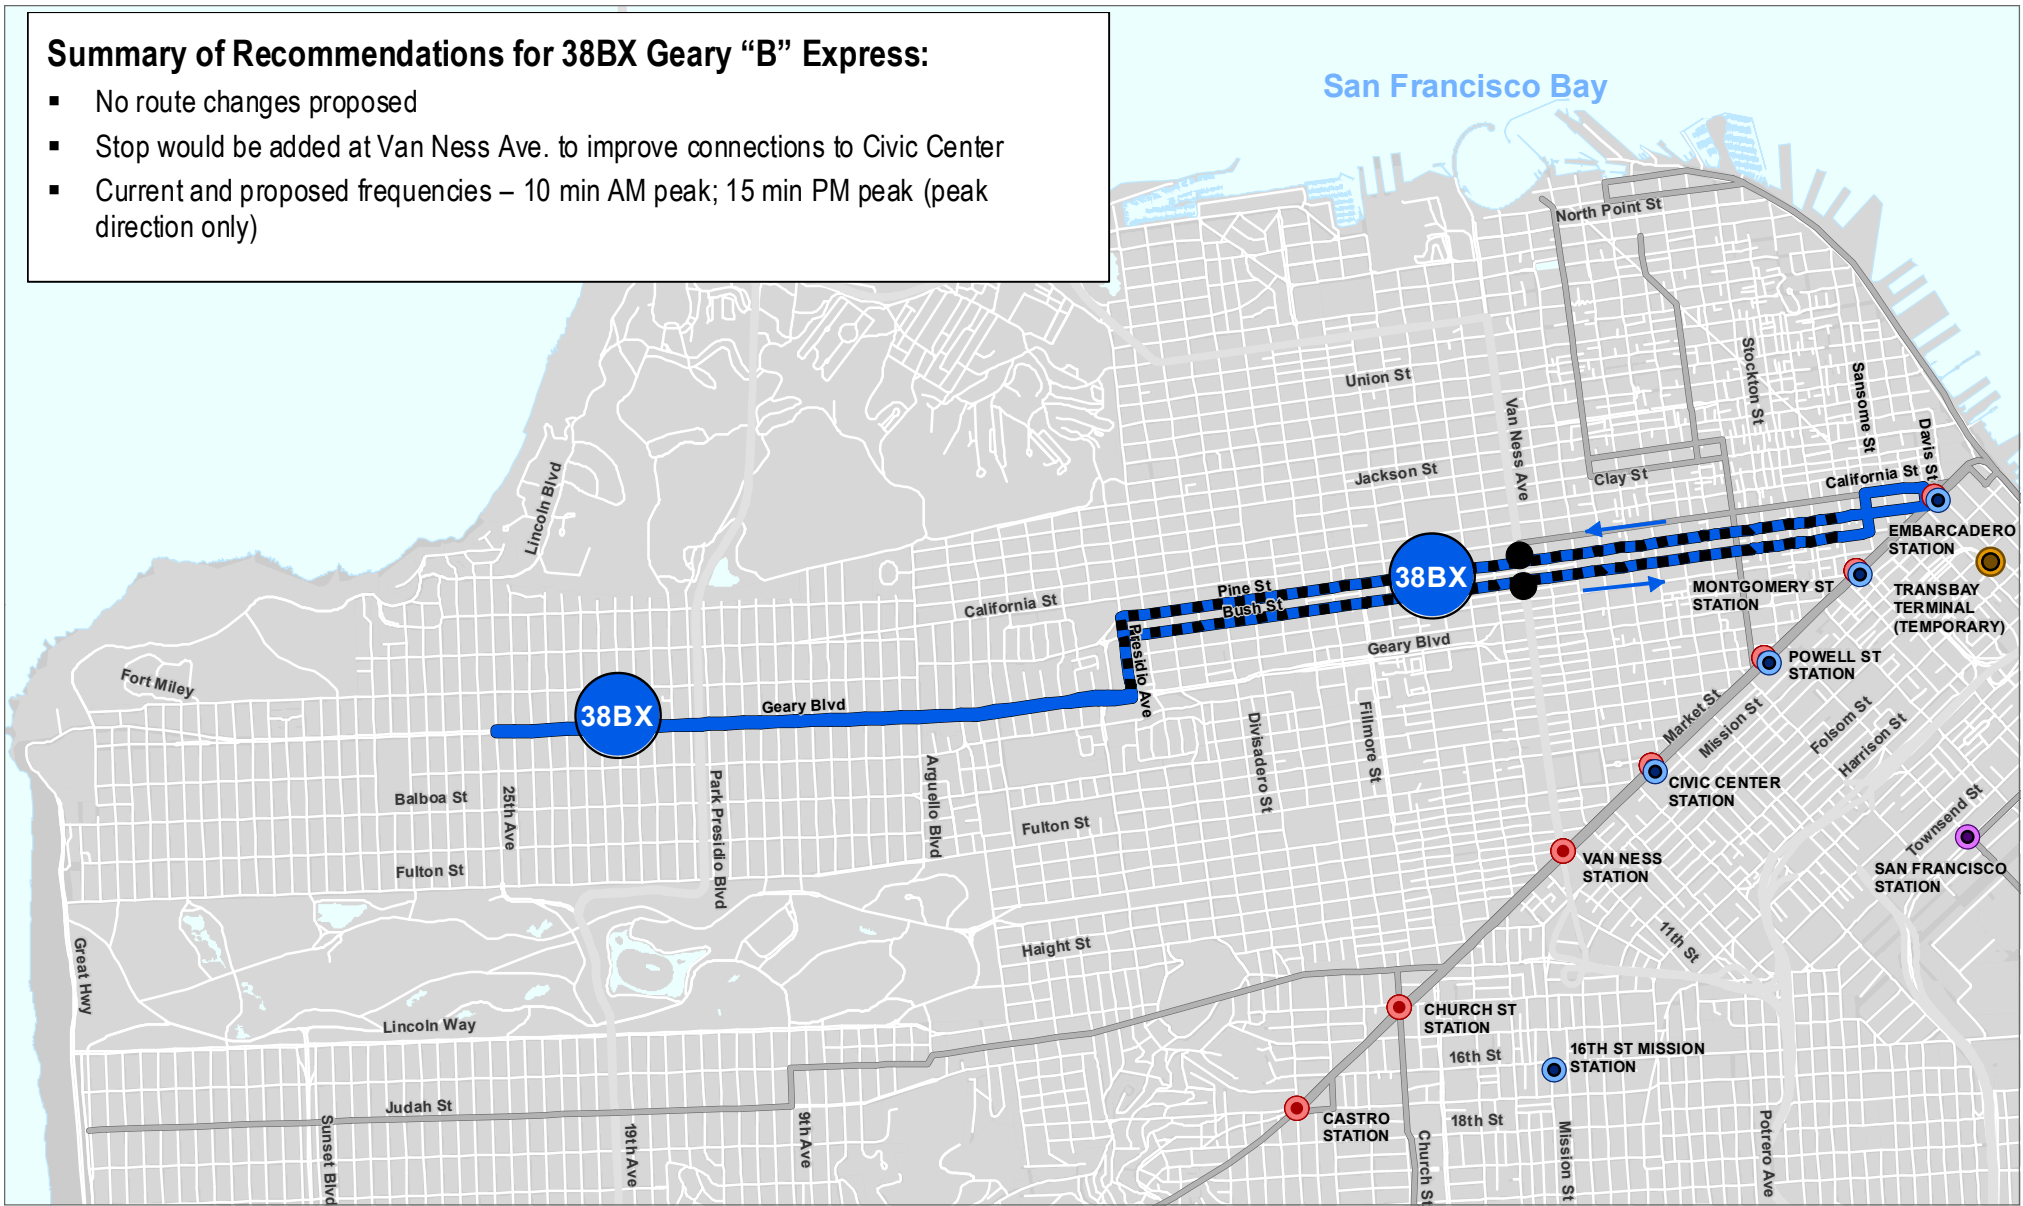 Summary of Recommendations for 38BX Geary “B” Express:
▪ No route changes proposed
▪ Stop would be added at Van Ness Ave. to improve connections to Civic Center
▪ Current and proposed frequencies – 10 min AM peak; 15 min PM peak (peak
direction only)
San Francisco Bay
North Point St
Union St
Van Ness Ave
Stockton St
Sansome St
Davis St
Lincoln Blvd
Jackson St
Clay St
California St
EMBARCADERO
STATION
38BX
Pine St
Bush St
MONTGOMERY ST
STATION
TRANSBAY
TERMINAL
(TEMPORARY)
California St
Presidio Ave
Geary Blvd
POWELL ST
STATION
Fort Miley
38BX
Geary Blvd
Divisadero St
Fillmore St
Market St
Mission St
Folsom St
Harrison St
Balboa St
25th Ave
Park Presidio Blvd
Arguello Blvd
Fulton St
CIVIC CENTER
STATION
Townsend St
Fulton St
VAN NESS
STATION
SAN FRANCISCO
STATION
Great Hwy
Haight St
11th St
Lincoln Way
CHURCH ST
STATION
16th St
16TH ST MISSION
STATION
Judah St
Sunset Blvd
19th Ave
9th Ave
CASTRO
STATION
18th St
Church St
Mission St
Potrero Ave